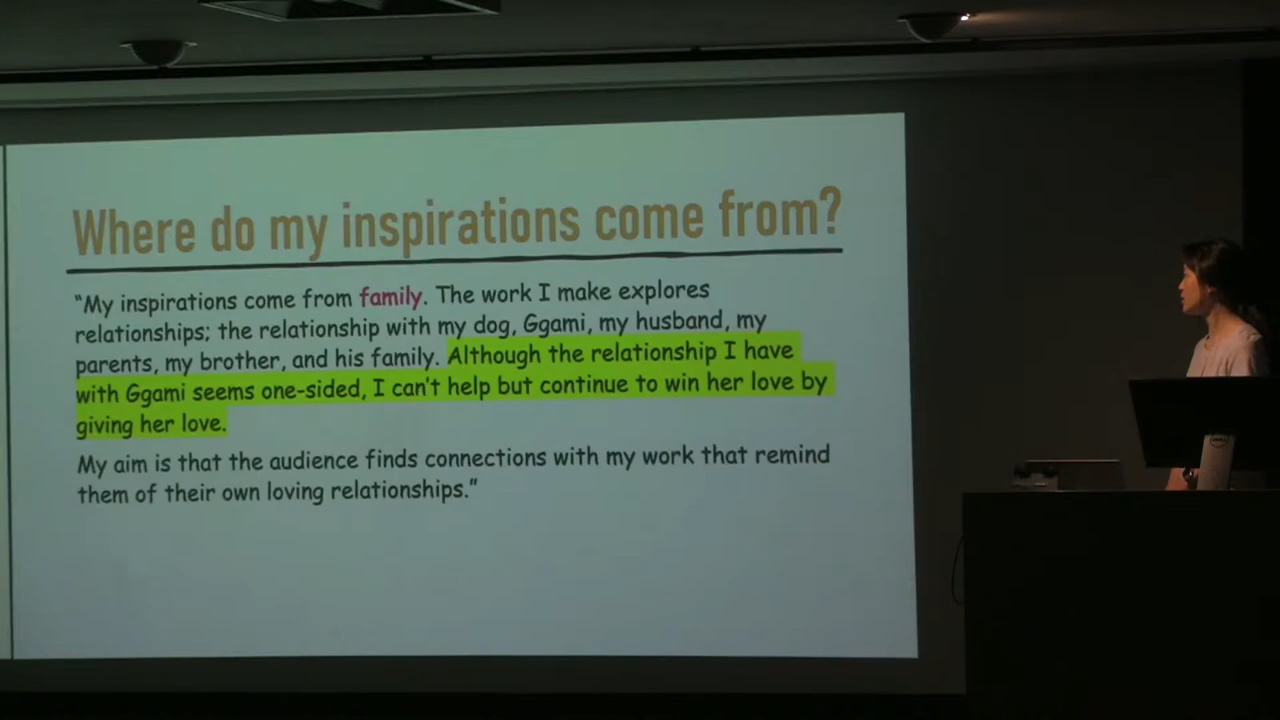 Where do my inspirations come from?
“My inspirations come from family. The work I make explores
relationships; the relationship with my dog, Ggami, my husband, my
parents, my brother, and his family. Although the relationship I have
with Ggami seems one-sided, I can't help but continue to win her love by
giving her love.
My aim is that the audience finds connections with my work that remind
them of their own loving relationships.”
DELL